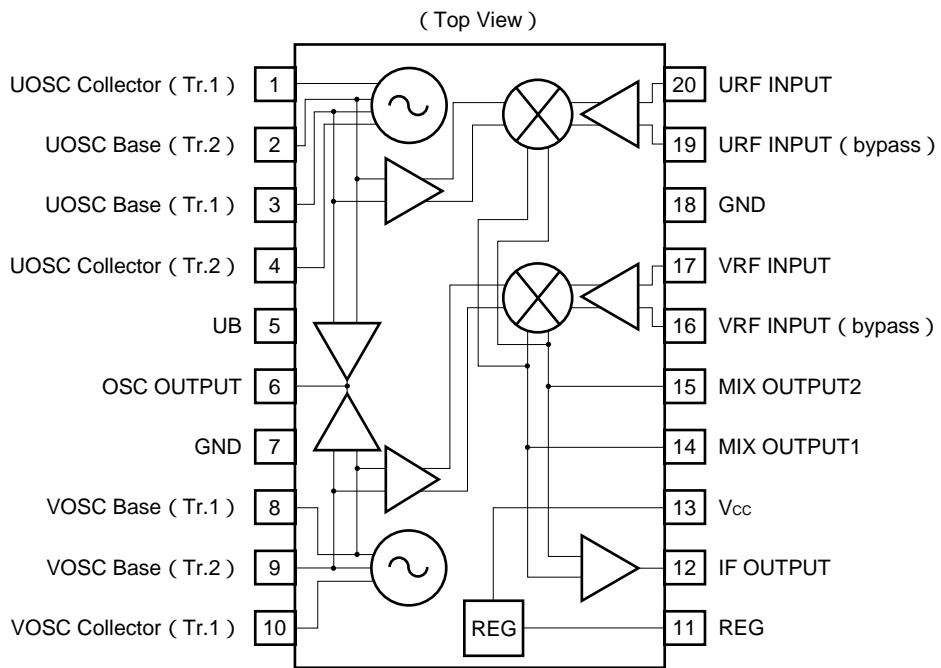 ( Top View )
UOSC Collector ( Tr.1 ) 1
UOSC Base ( Tr.2 ) 2
UOSC Base ( Tr.1 ) 3
UOSC Collector ( Tr.2 ) 4
UB 5
OSC OUTPUT 6
GND 7
VOSC Base ( Tr.1 ) 8
VOSC Base ( Tr.2 ) 9
VOSC Collector ( Tr.1 ) 10
20 URF INPUT
19 URF INPUT ( bypass )
18 GND
17 VRF INPUT
16 VRF INPUT ( bypass )
15 MIX OUTPUT2
14 MIX OUTPUT1
13 Vcc
12 IF OUTPUT
REG 11 REG